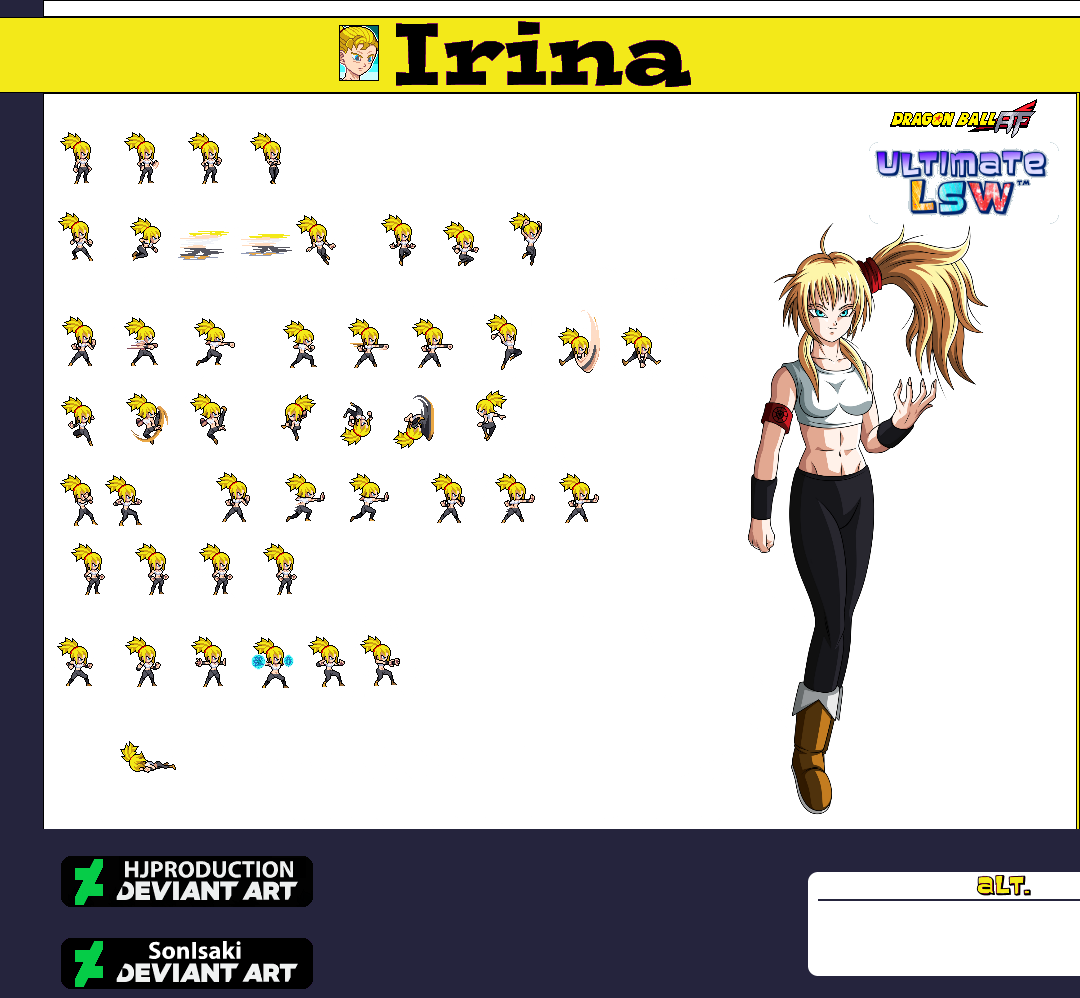 Irina
DRAGON BALL AF
ULTIMATE
LSW™
HJPRODUCTION
DEVIANT ART
aLT.
SonIsaki
DEVIANT ART